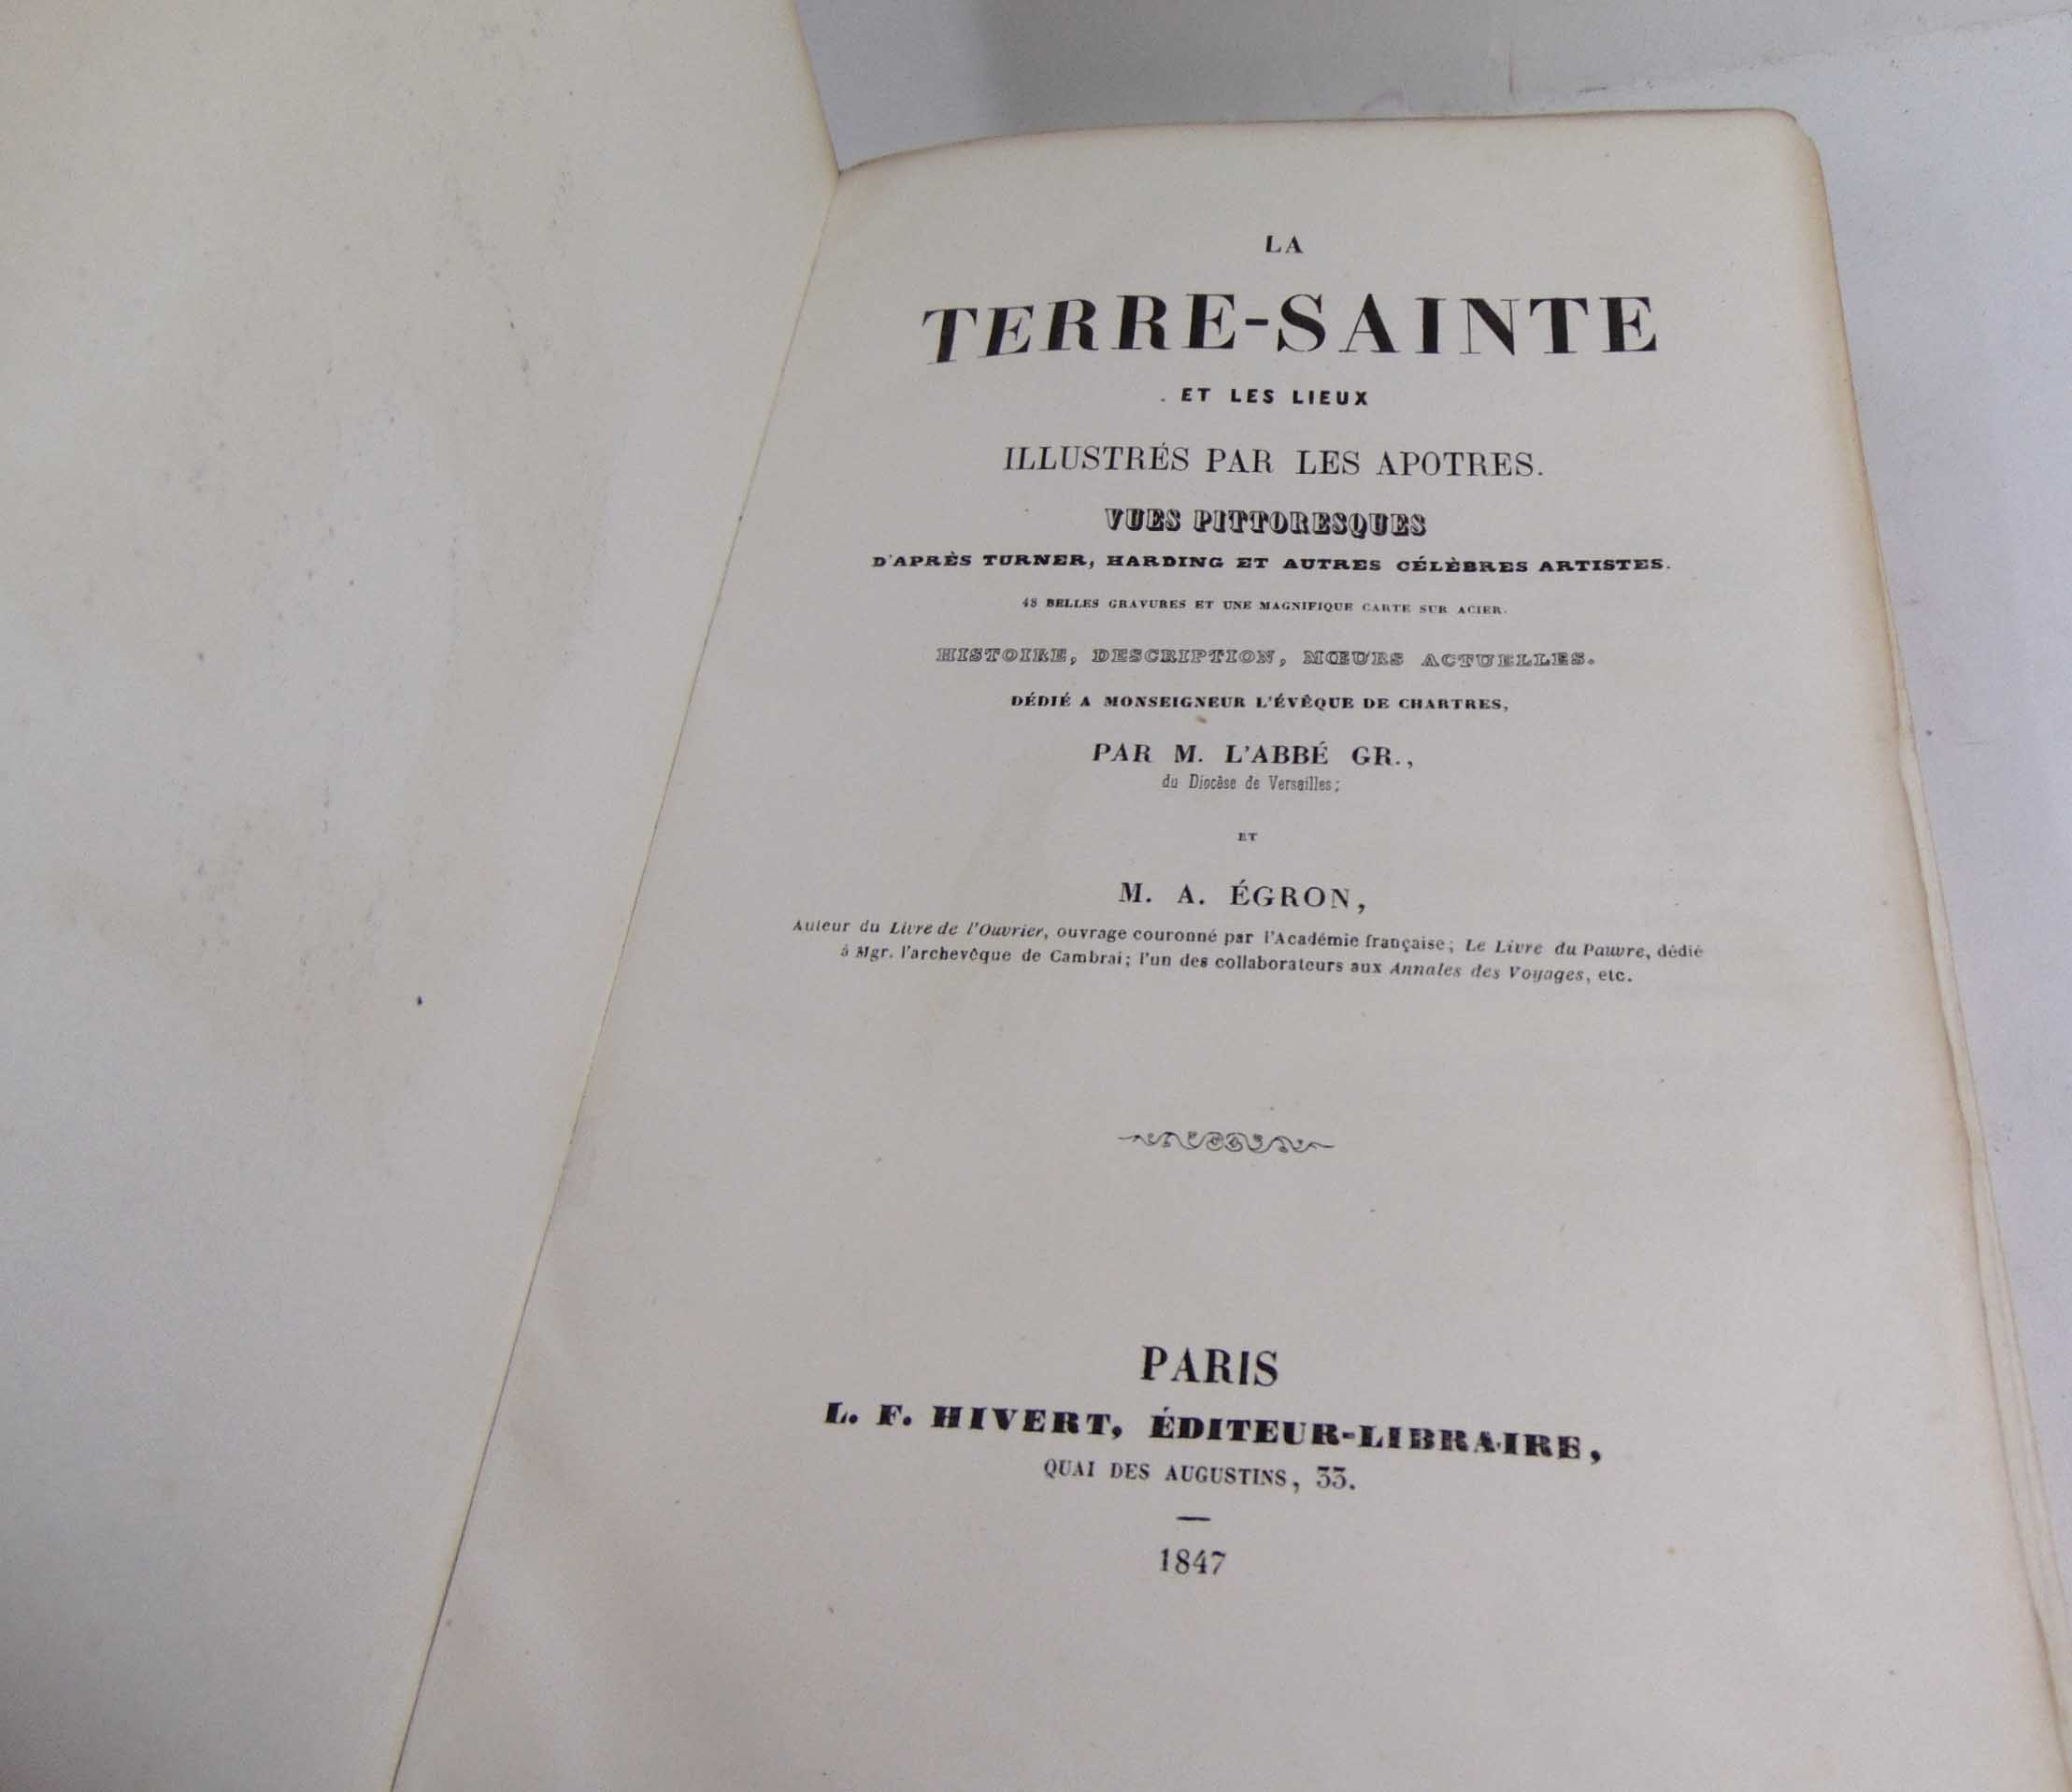 LA
TERRE-SAINTE
ET LES LIEUX
ILLUSTRÉS PAR LES APOTRES.
VUES PITTORESQUES
D'APRÈS TURNER, HARDING ET AUTRES CÉLÈBRES ARTISTES.
48 BELLES GRAVURES ET UNE MAGNIFIQUE CARTE SUR ACIER.
HISTOIRE, DESCRIPTION, MŒURS ACTUELLES.
DÉDIÉ A MONSEIGNEUR L'ÉVÊQUE DE CHARTRES,
PAR M. L'ABBÉ GR.,
du Diocèse de Versailles;
ET
M. A. ÉGRON,
Auteur du Livre de l'Ouvrier, ouvrage couronné par l'Académie française; Le Livre du Pauvre, dédié
à Mgr. l'archevêque de Cambrai; l'un des collaborateurs aux Annales des Voyages, etc.
PARIS
L. F. HIVERT, ÉDITEUR-LIBRAIRE,
QUAI DES AUGUSTINS, 33.
1847